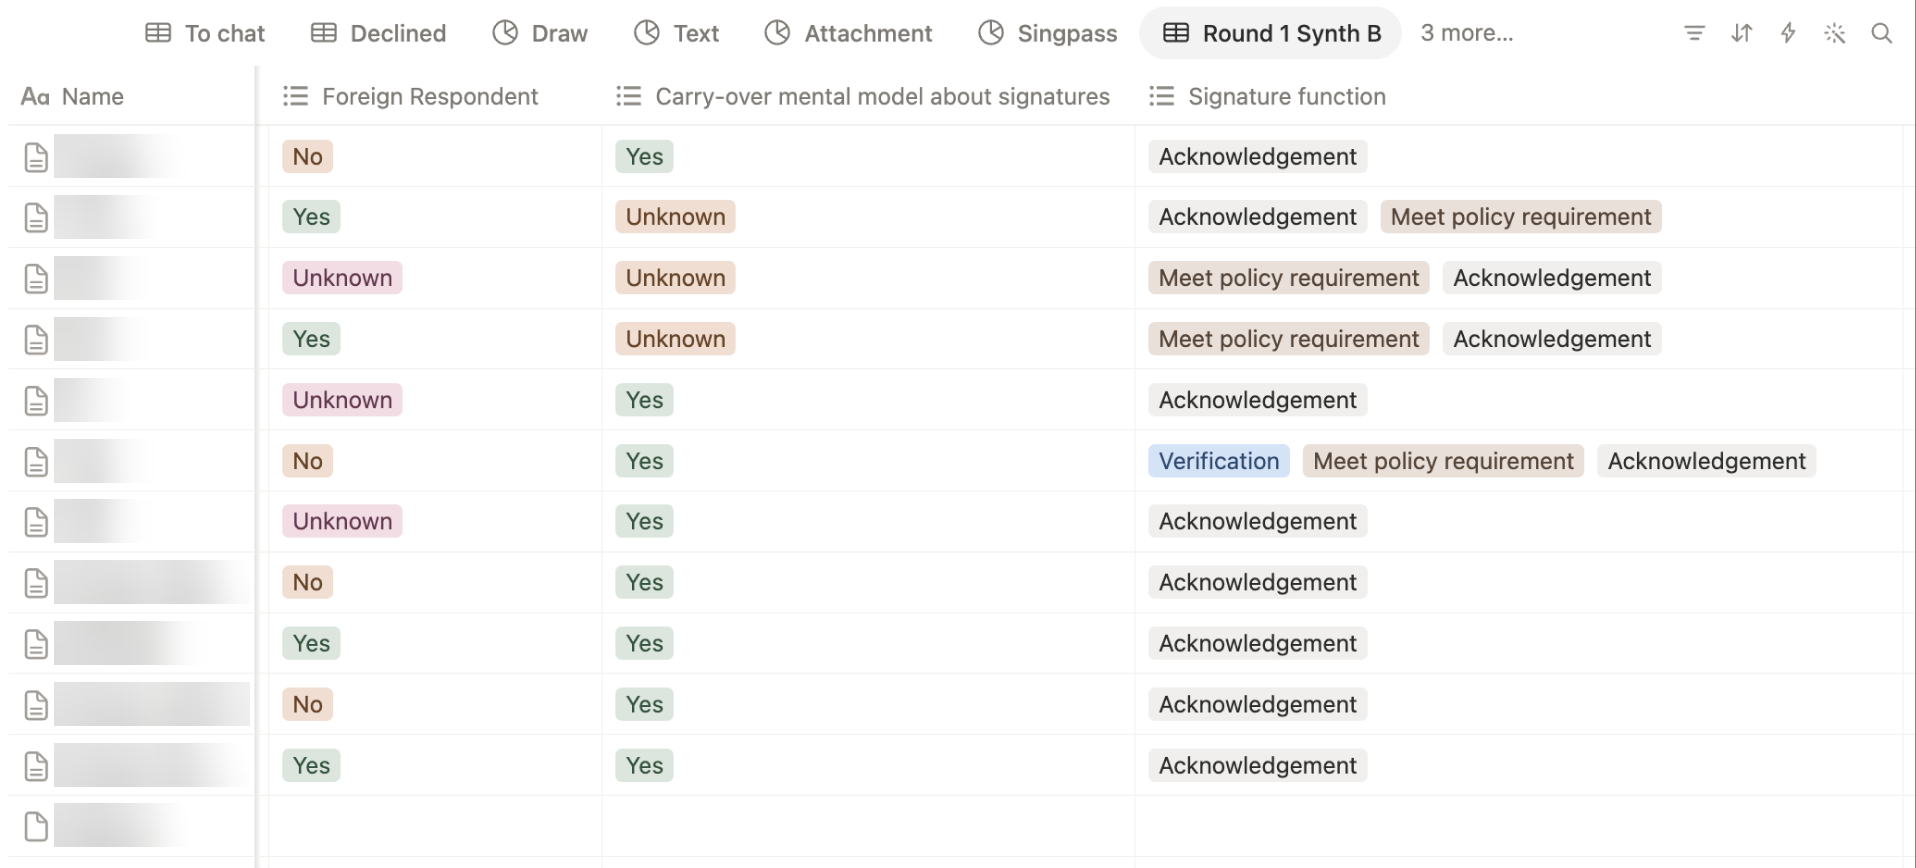 To chat Declined Draw Text Attachment Singpass Round 1 Synth B 3 more...
Aa Name Foreign Respondent Carry-over mental model about signatures Signature function
No Yes Acknowledgement
Yes Unknown Acknowledgement Meet policy requirement
Unknown Unknown Meet policy requirement Acknowledgement
Yes Unknown Meet policy requirement Acknowledgement
Unknown Yes Acknowledgement
No Yes Verification Meet policy requirement Acknowledgement
Unknown Yes Acknowledgement
No Yes Acknowledgement
Yes Yes Acknowledgement
No Yes Acknowledgement
Yes Yes Acknowledgement